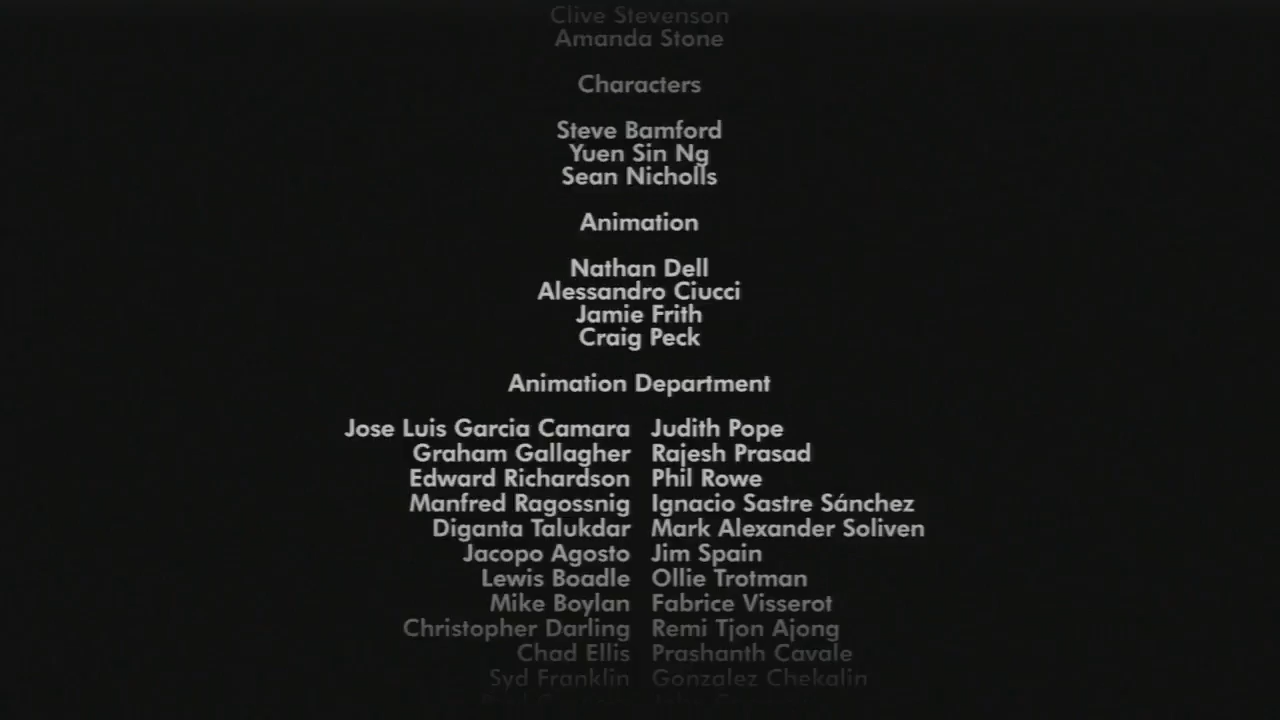 Clive Stevenson
Amanda Stone
Characters
Steve Bamford
Yuen Sin Ng
Sean Nicholls
Animation
Nathan Dell
Alessandro Ciucci
Jamie Frith
Craig Peck
Animation Department
Jose Luis Garcia Camara Judith Pope
Graham Gallagher Rajesh Prasad
Edward Richardson Phil Rowe
Manfred Ragossnig Ignacio Sastre Sánchez
Diganta Talukdar Mark Alexander Soliven
Jacopo Agosto Jim Spain
Lewis Boadle Ollie Trotman
Mike Boylan Fabrice Visserot
Christopher Darling Remi Tjon Ajong
Chad Ellis Prashanth Cavale
Syd Franklin Gonzalez Chekalin